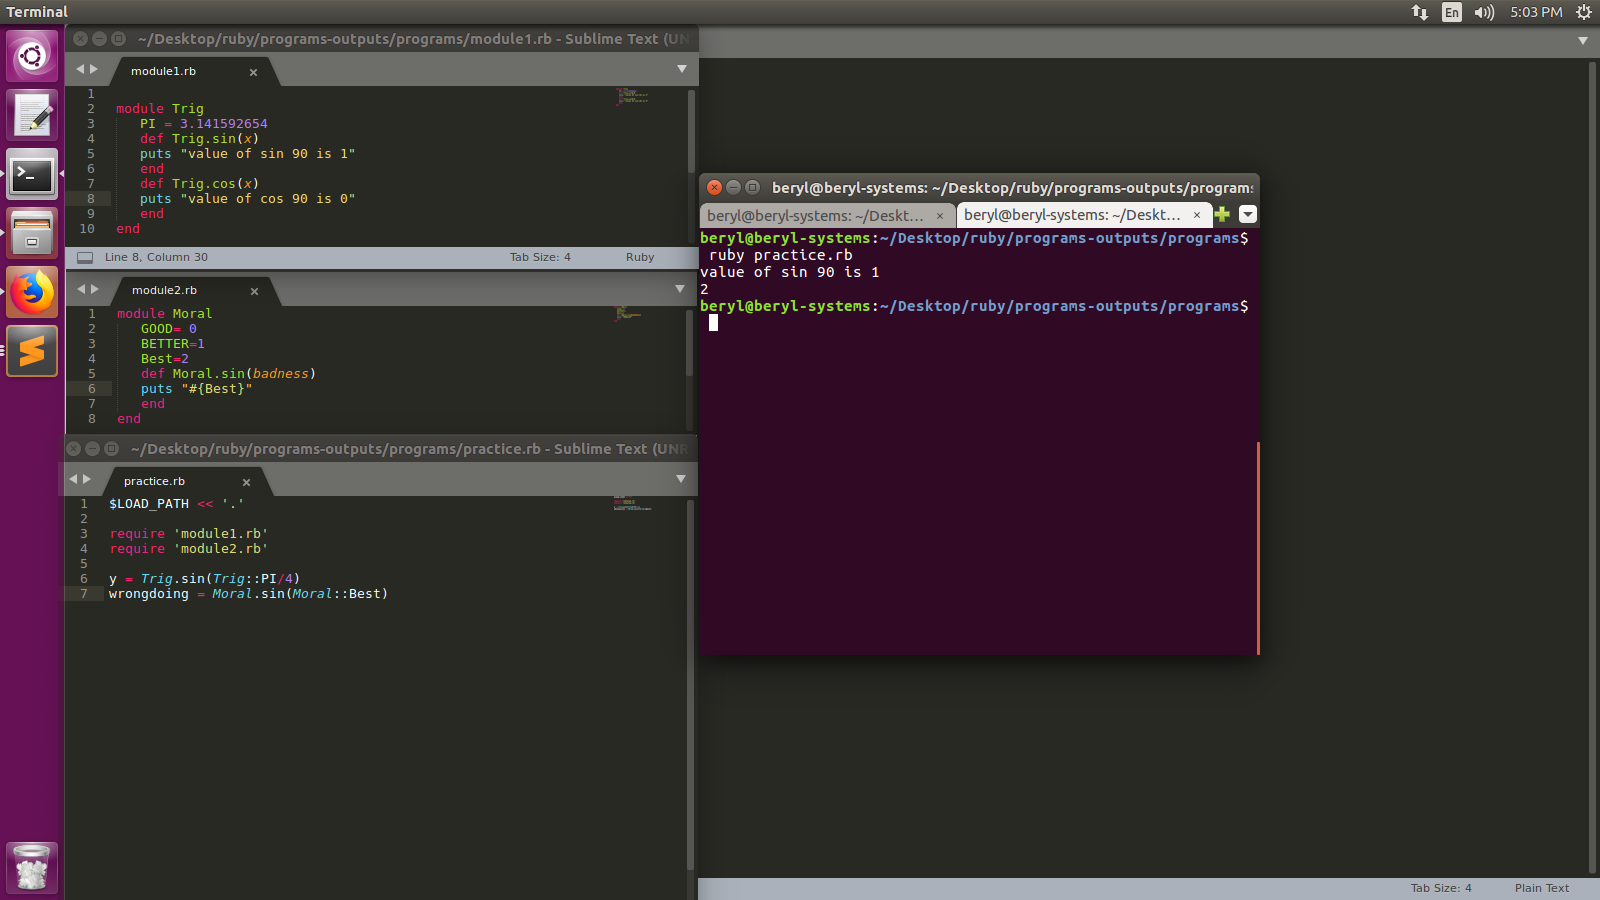 Terminal
En
5:03 PM
~/Desktop/ruby/programs-outputs/programs/module1.rb - Sublime Text (UN
module1.rb
1
2 module Trig
3 PI = 3.141592654
4 def Trig.sin(x)
5 puts "value of sin 90 is 1"
6 end
7 def Trig.cos(x)
8 puts "value of cos 90 is 0"
9 end
10 end
Line 8, Column 30
Tab Size: 4
Ruby
module2.rb
1 module Moral
2 GOOD= 0
3 BETTER=1
4 Best=2
5 def Moral.sin(badness)
6 puts "#{Best}"
7 end
8 end
~/Desktop/ruby/programs-outputs/programs/practice.rb - Sublime Text (UNR
practice.rb
1 $LOAD_PATH << '.'
2
3 require 'module1.rb'
4 require 'module2.rb'
5
6 y = Trig.sin(Trig::PI/4)
7 wrongdoing = Moral.sin(Moral::Best)
beryl@beryl-systems: ~/Desktop/ruby/programs-outputs/programs
beryl@beryl-systems: ~/Deskt...
beryl@beryl-systems: ~/Deskt...
beryl@beryl-systems:~/Desktop/ruby/programs-outputs/programs$
ruby practice.rb
value of sin 90 is 1
2
beryl@beryl-systems:~/Desktop/ruby/programs-outputs/programs$
Tab Size: 4
Plain Text